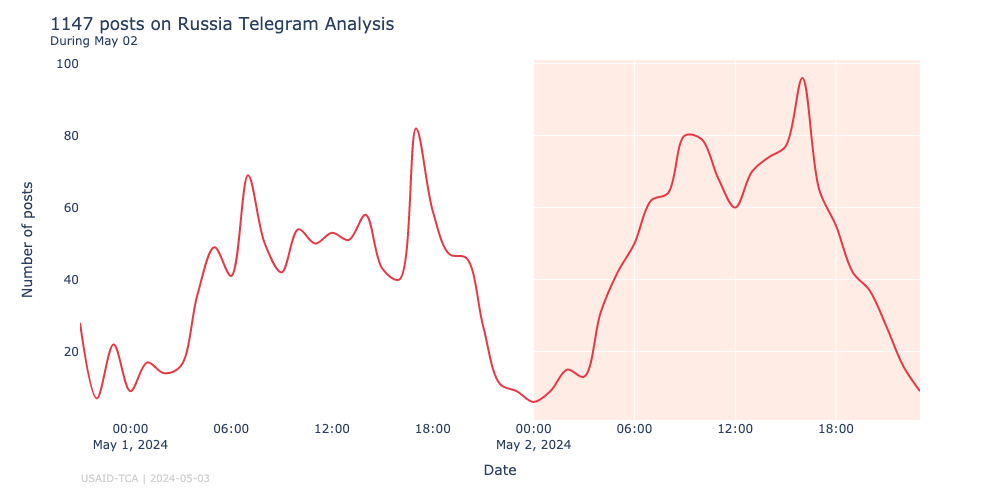 1147 posts on Russia Telegram Analysis
During May 02
100
80
60
40
20
Number of posts
00:00 06:00 12:00 18:00 00:00 06:00 12:00 18:00
May 1, 2024 May 2, 2024
Date
USAID-TCA | 2024-05-03